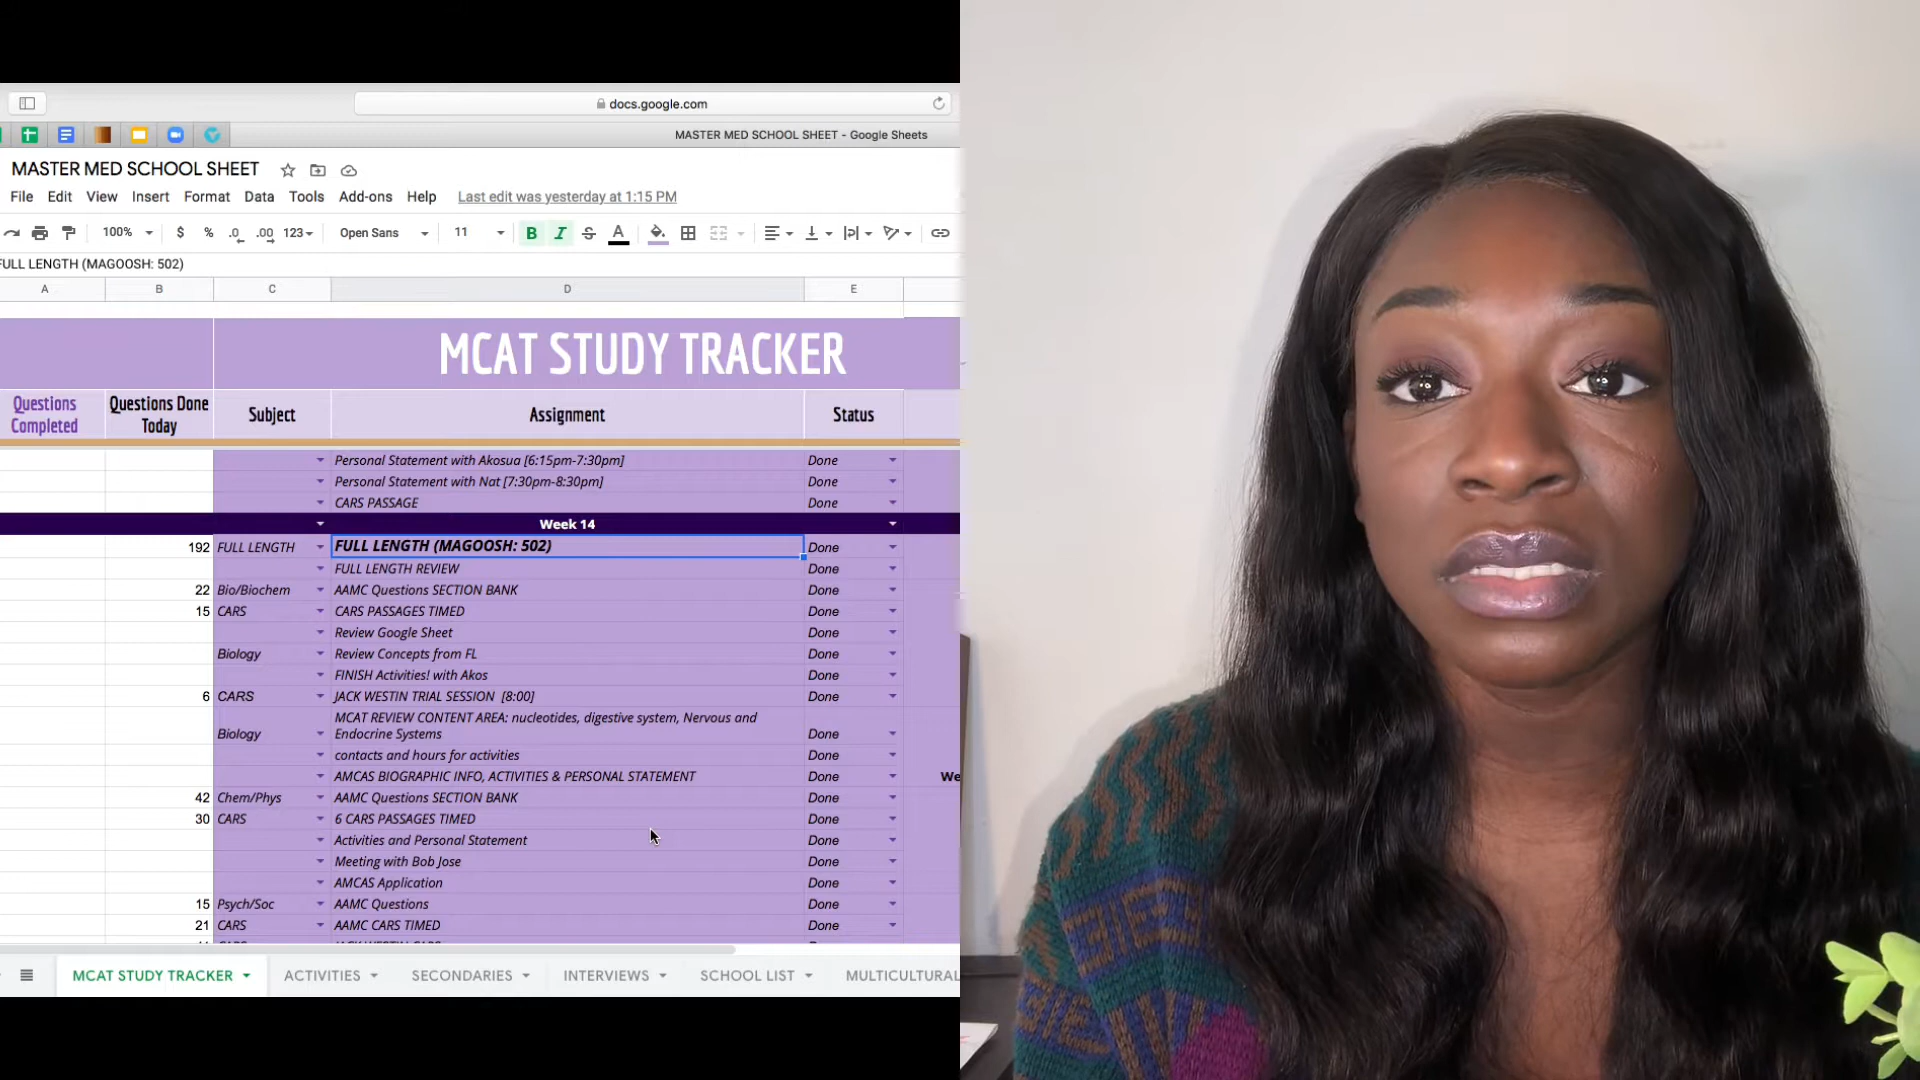 docs.google.com
MASTER MED SCHOOL SHEET - Google Sheets
MASTER MED SCHOOL SHEET
File Edit View Insert Format Data Tools Add-ons Help Last edit was yesterday at 1:15 PM
100% $ % .0 .00 123 Open Sans 11 B I S A
FULL LENGTH (MAGOOSH: 502)
A B C D E
MCAT STUDY TRACKER
Questions Completed Questions Done Today Subject Assignment Status
Personal Statement with Akosua [6:15pm-7:30pm] Done
Personal Statement with Nat [7:30pm-8:30pm] Done
CARS PASSAGE Done
Week 14
192 FULL LENGTH FULL LENGTH (MAGOOSH: 502) Done
FULL LENGTH REVIEW Done
22 Bio/Biochem AAMC Questions SECTION BANK Done
15 CARS CARS PASSAGES TIMED Done
Review Google Sheet Done
Biology Review Concepts from FL Done
FINISH Activities! with Akos Done
6 CARS JACK WESTIN TRIAL SESSION [8:00] Done
MCAT REVIEW CONTENT AREA: nucleotides, digestive system, Nervous and
Biology Endocrine Systems Done
contacts and hours for activities Done
AMCAS BIOGRAPHIC INFO, ACTIVITIES & PERSONAL STATEMENT Done We
42 Chem/Phys AAMC Questions SECTION BANK Done
30 CARS 6 CARS PASSAGES TIMED Done
Activities and Personal Statement Done
Meeting with Bob Jose Done
AMCAS Application Done
15 Psych/Soc AAMC Questions Done
21 CARS AAMC CARS TIMED Done
MCAT STUDY TRACKER ACTIVITIES SECONDARIES INTERVIEWS SCHOOL LIST MULTICULTURAL